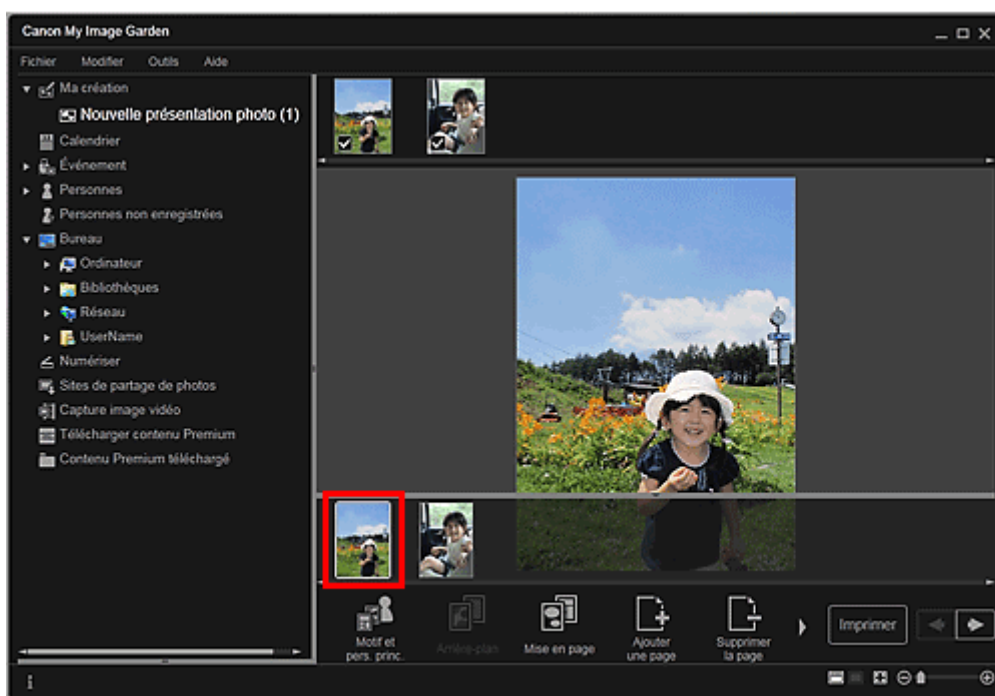 Canon My Image Garden
Fichier Modifier Outils Aide
Ma création
Nouvelle présentation photo (1)
Calendrier
Événement
Personnes
Personnes non enregistrées
Bureau
Ordinateur
Bibliothèques
Réseau
UserName
Numériser
Sites de partage de photos
Capture image vidéo
Télécharger contenu Premium
Contenu Premium téléchargé
Motif et
pers. princ.
Arrière-plan
Mise en page
Ajouter
une page
Supprimer
la page
Imprimer